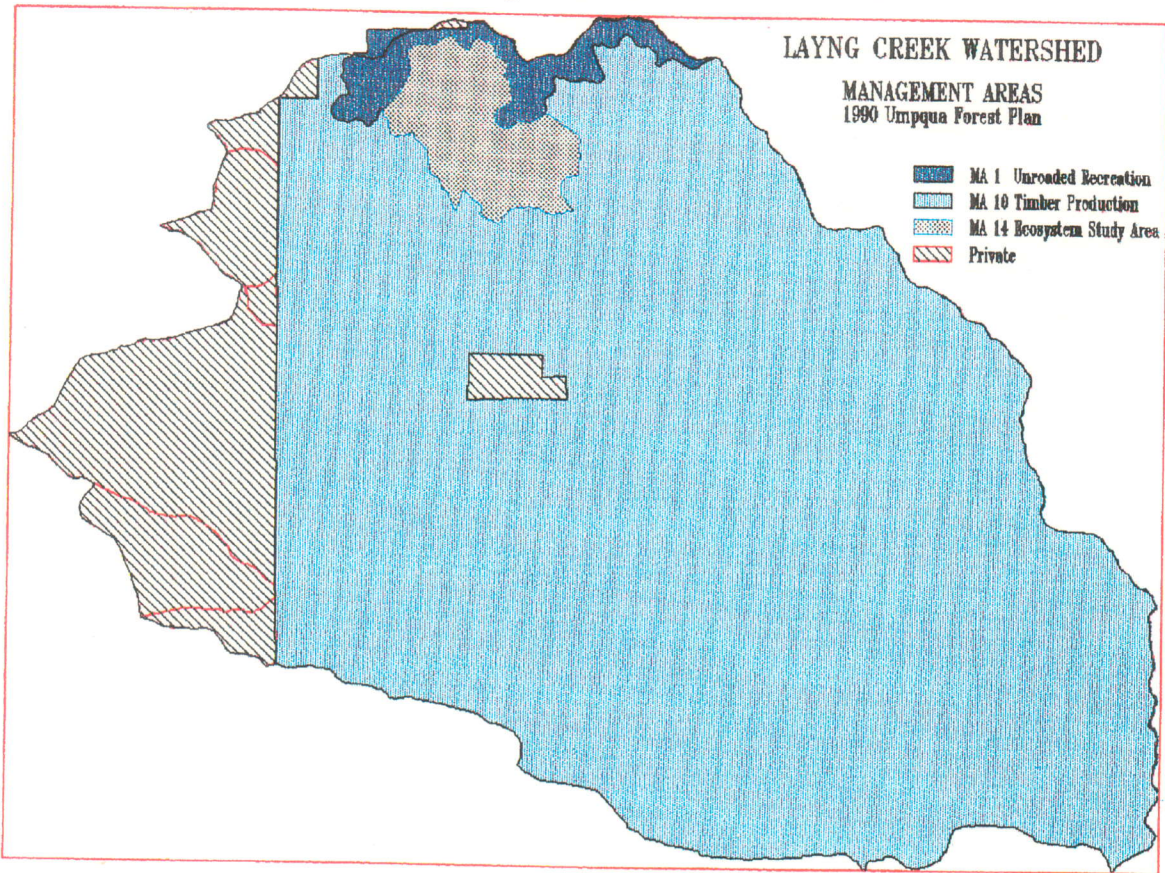 LAYNG CREEK WATERSHED
MANAGEMENT AREAS
1990 Umpqua Forest Plan
MA 1 Unroaded Recreation
MA 10 Timber Production
MA 14 Ecosystem Study Area
Private